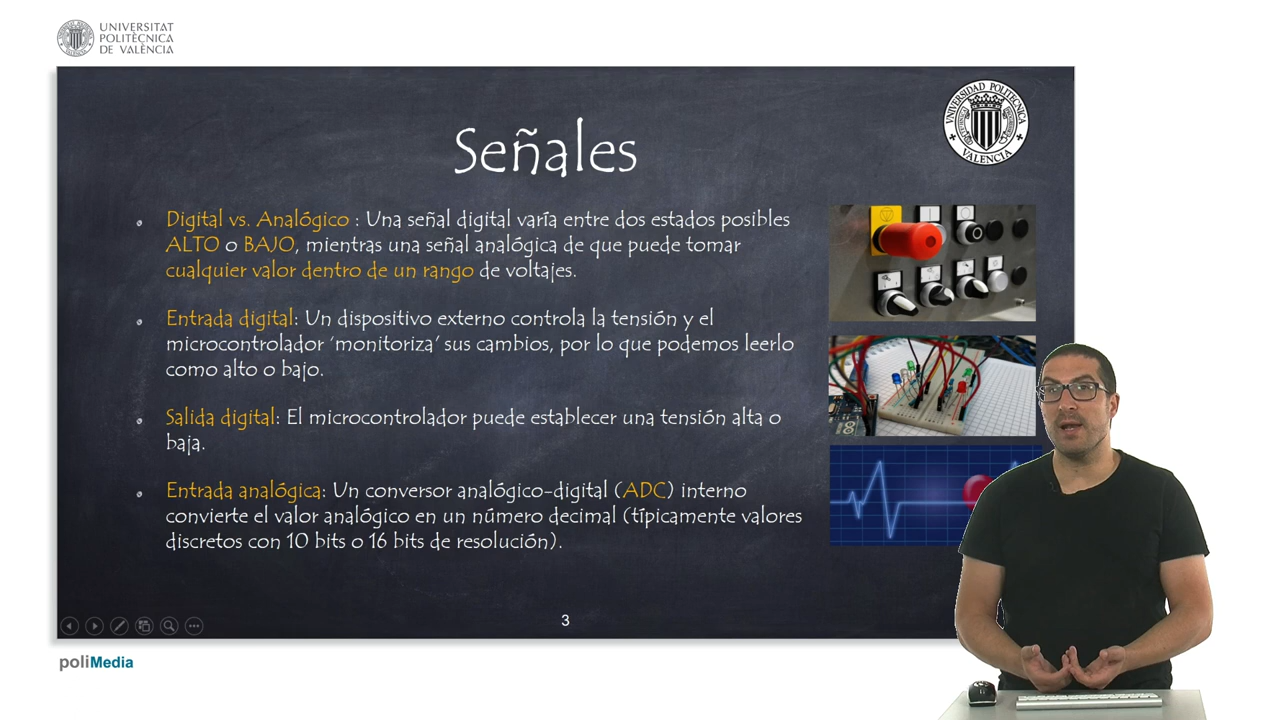 UNIVERSITAT
POLITÈCNICA
DE VALÈNCIA
UNIVERSIDAD POLITECNICA
VALENCIA
Señales
Digital vs. Analógico : Una señal digital varía entre dos estados posibles
ALTO o BAJO, mientras una señal analógica de que puede tomar
cualquier valor dentro de un rango de voltajes.
Entrada digital: Un dispositivo externo controla la tensión y el
microcontrolador ‘monitoriza’ sus cambios, por lo que podemos leerlo
como alto o bajo.
Salida digital: El microcontrolador puede establecer una tensión alta o
baja.
Entrada analógica: Un conversor analógico-digital (ADC) interno
convierte el valor analógico en un número decimal (típicamente valores
discretos con 10 bits o 16 bits de resolución).
3
poliMedia